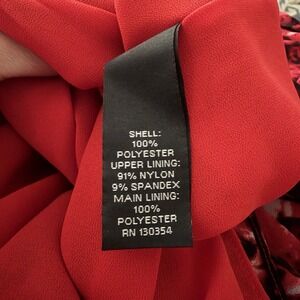 SHELL:
100%
POLYESTER
UPPER LINING:
91% NYLON
9% SPANDEX
MAIN LINING:
100%
POLYESTER
RN 130354